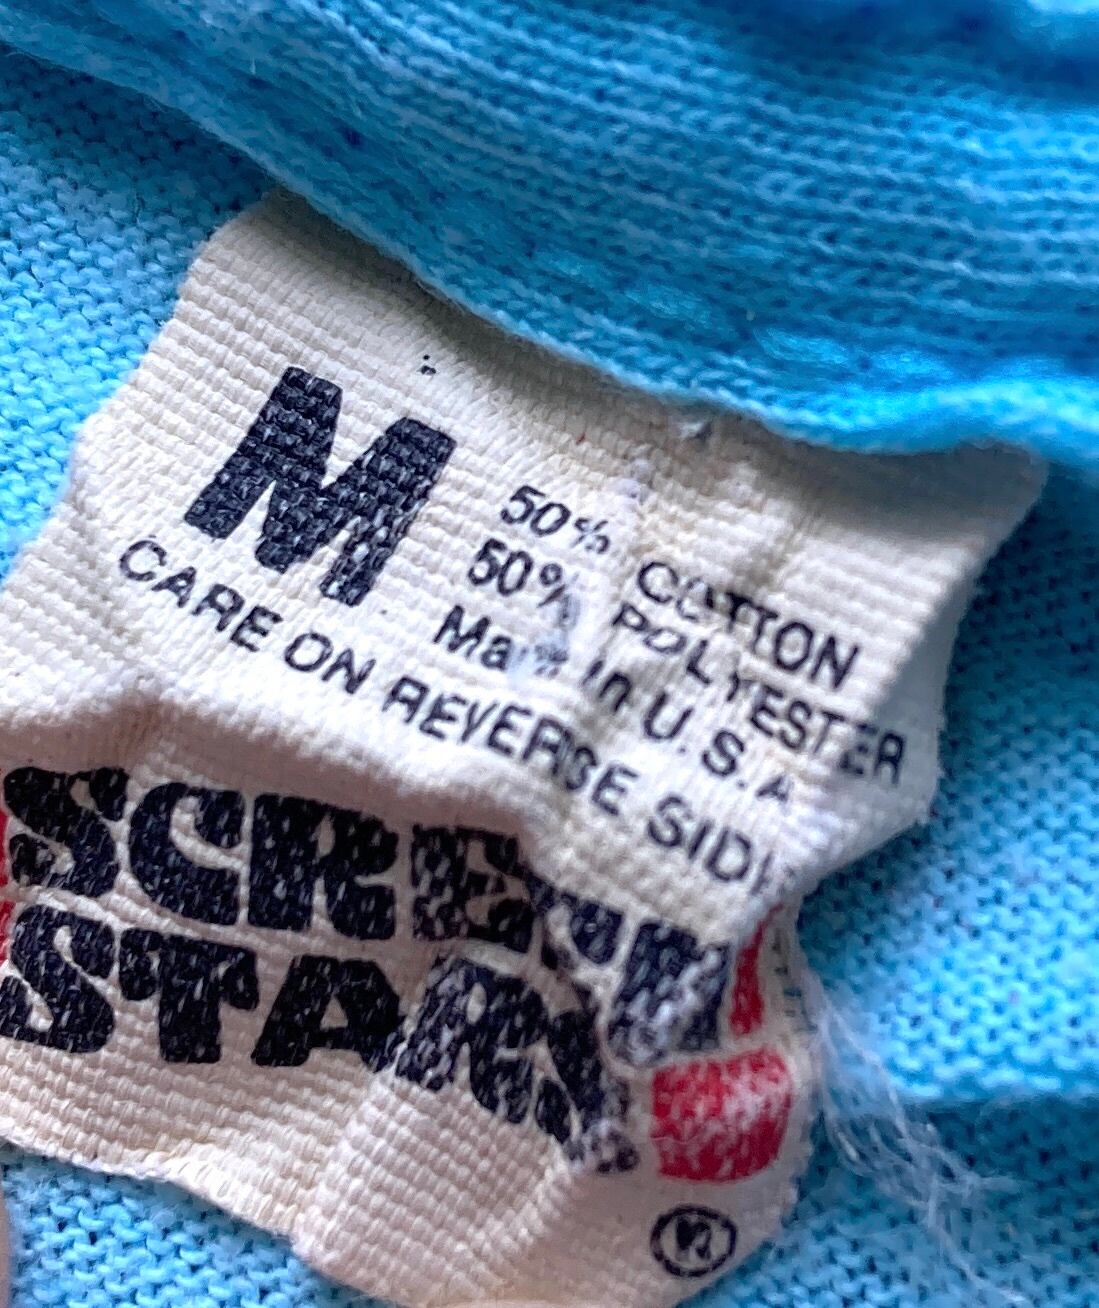 M
50% COTTON
50% POLYESTER
Made in U.S.A
CARE ON REVERSE SIDE
SCREEN
STARS